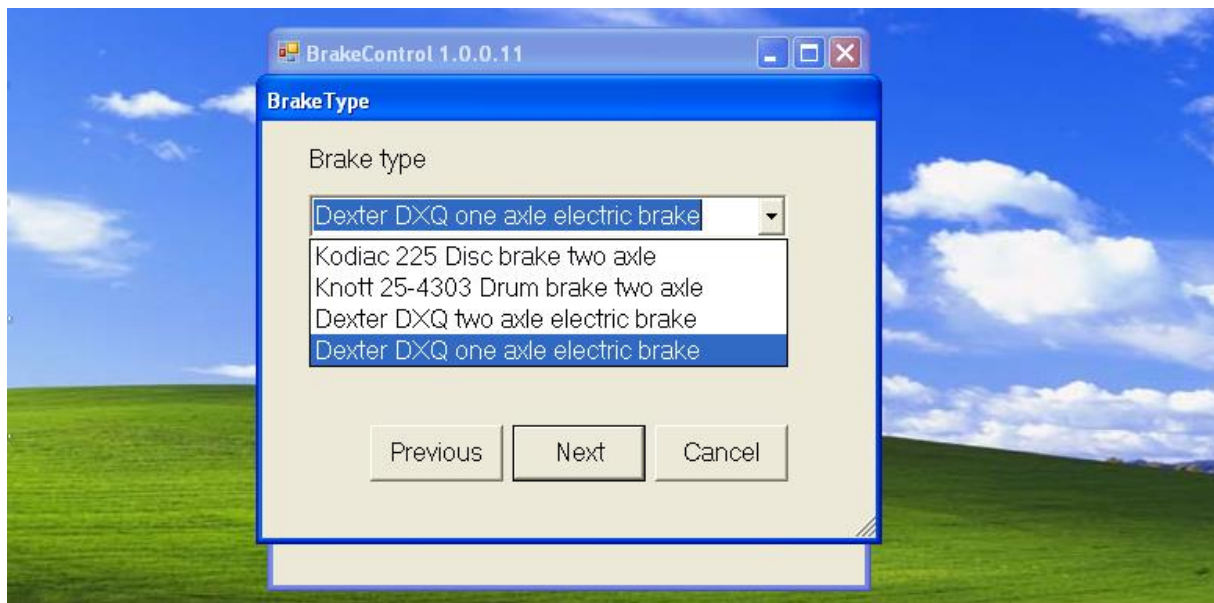 BrakeControl 1.0.0.11
BrakeType
Brake type
Dexter DXQ one axle electric brake
Kodiac 225 Disc brake two axle
Knott 25-4303 Drum brake two axle
Dexter DXQ two axle electric brake
Dexter DXQ one axle electric brake
Previous Next Cancel